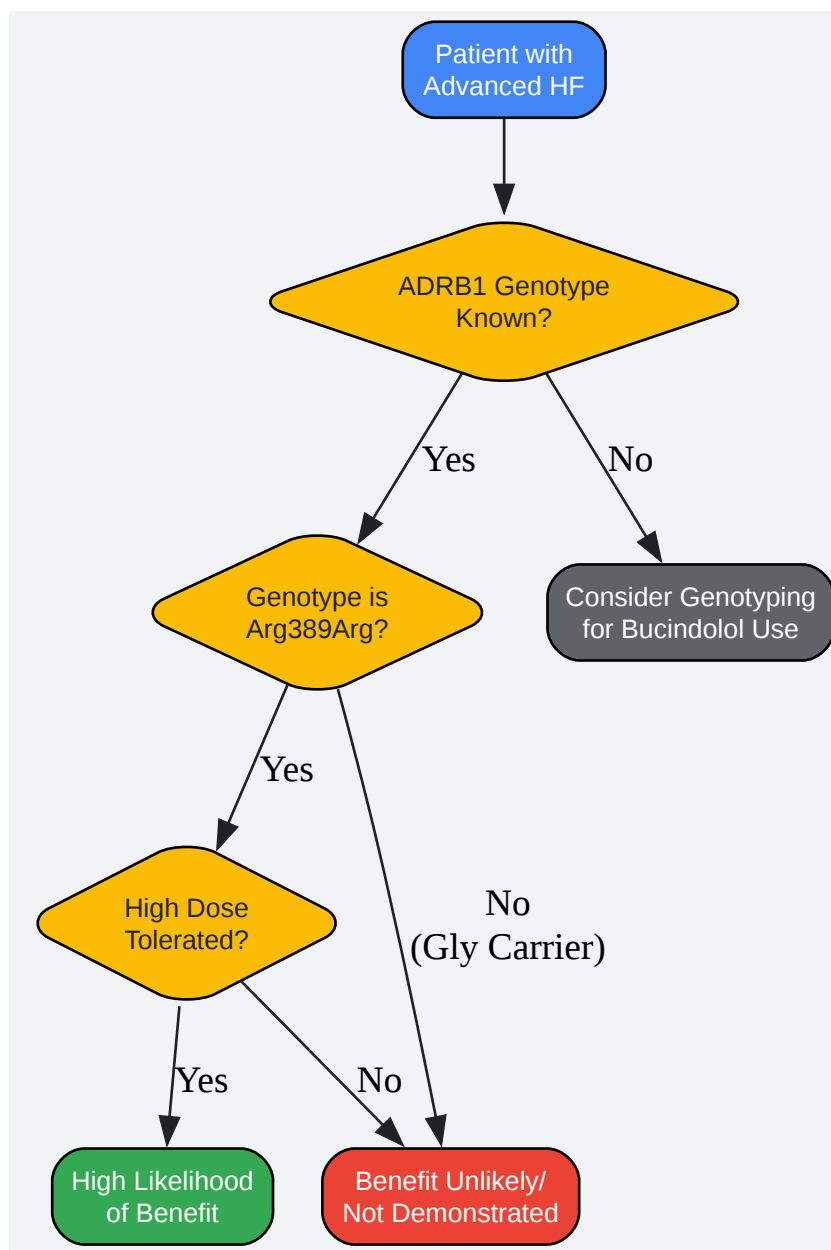 Patient with
Advanced HF
ADRB1 Genotype
Known?
Yes
No
Genotype is
Arg389Arg?
Consider Genotyping
for Bucindolol Use
Yes
No
(Gly Carrier)
High Dose
Tolerated?
Yes
No
High Likelihood
of Benefit
Benefit Unlikely/
Not Demonstrated